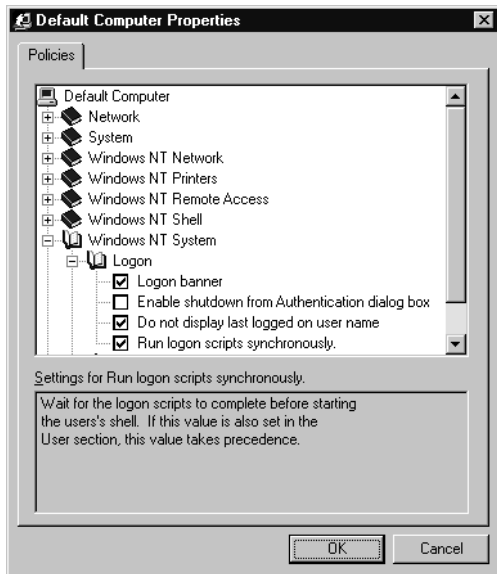 Default Computer Properties
Policies
Default Computer
Network
System
Windows NT Network
Windows NT Printers
Windows NT Remote Access
Windows NT Shell
Windows NT System
Logon
Logon banner
Enable shutdown from Authentication dialog box
Do not display last logged on user name
Run logon scripts synchronously.
Settings for Run logon scripts synchronously.
Wait for the logon scripts to complete before starting
the users's shell. If this value is also set in the
User section, this value takes precedence.
OK Cancel